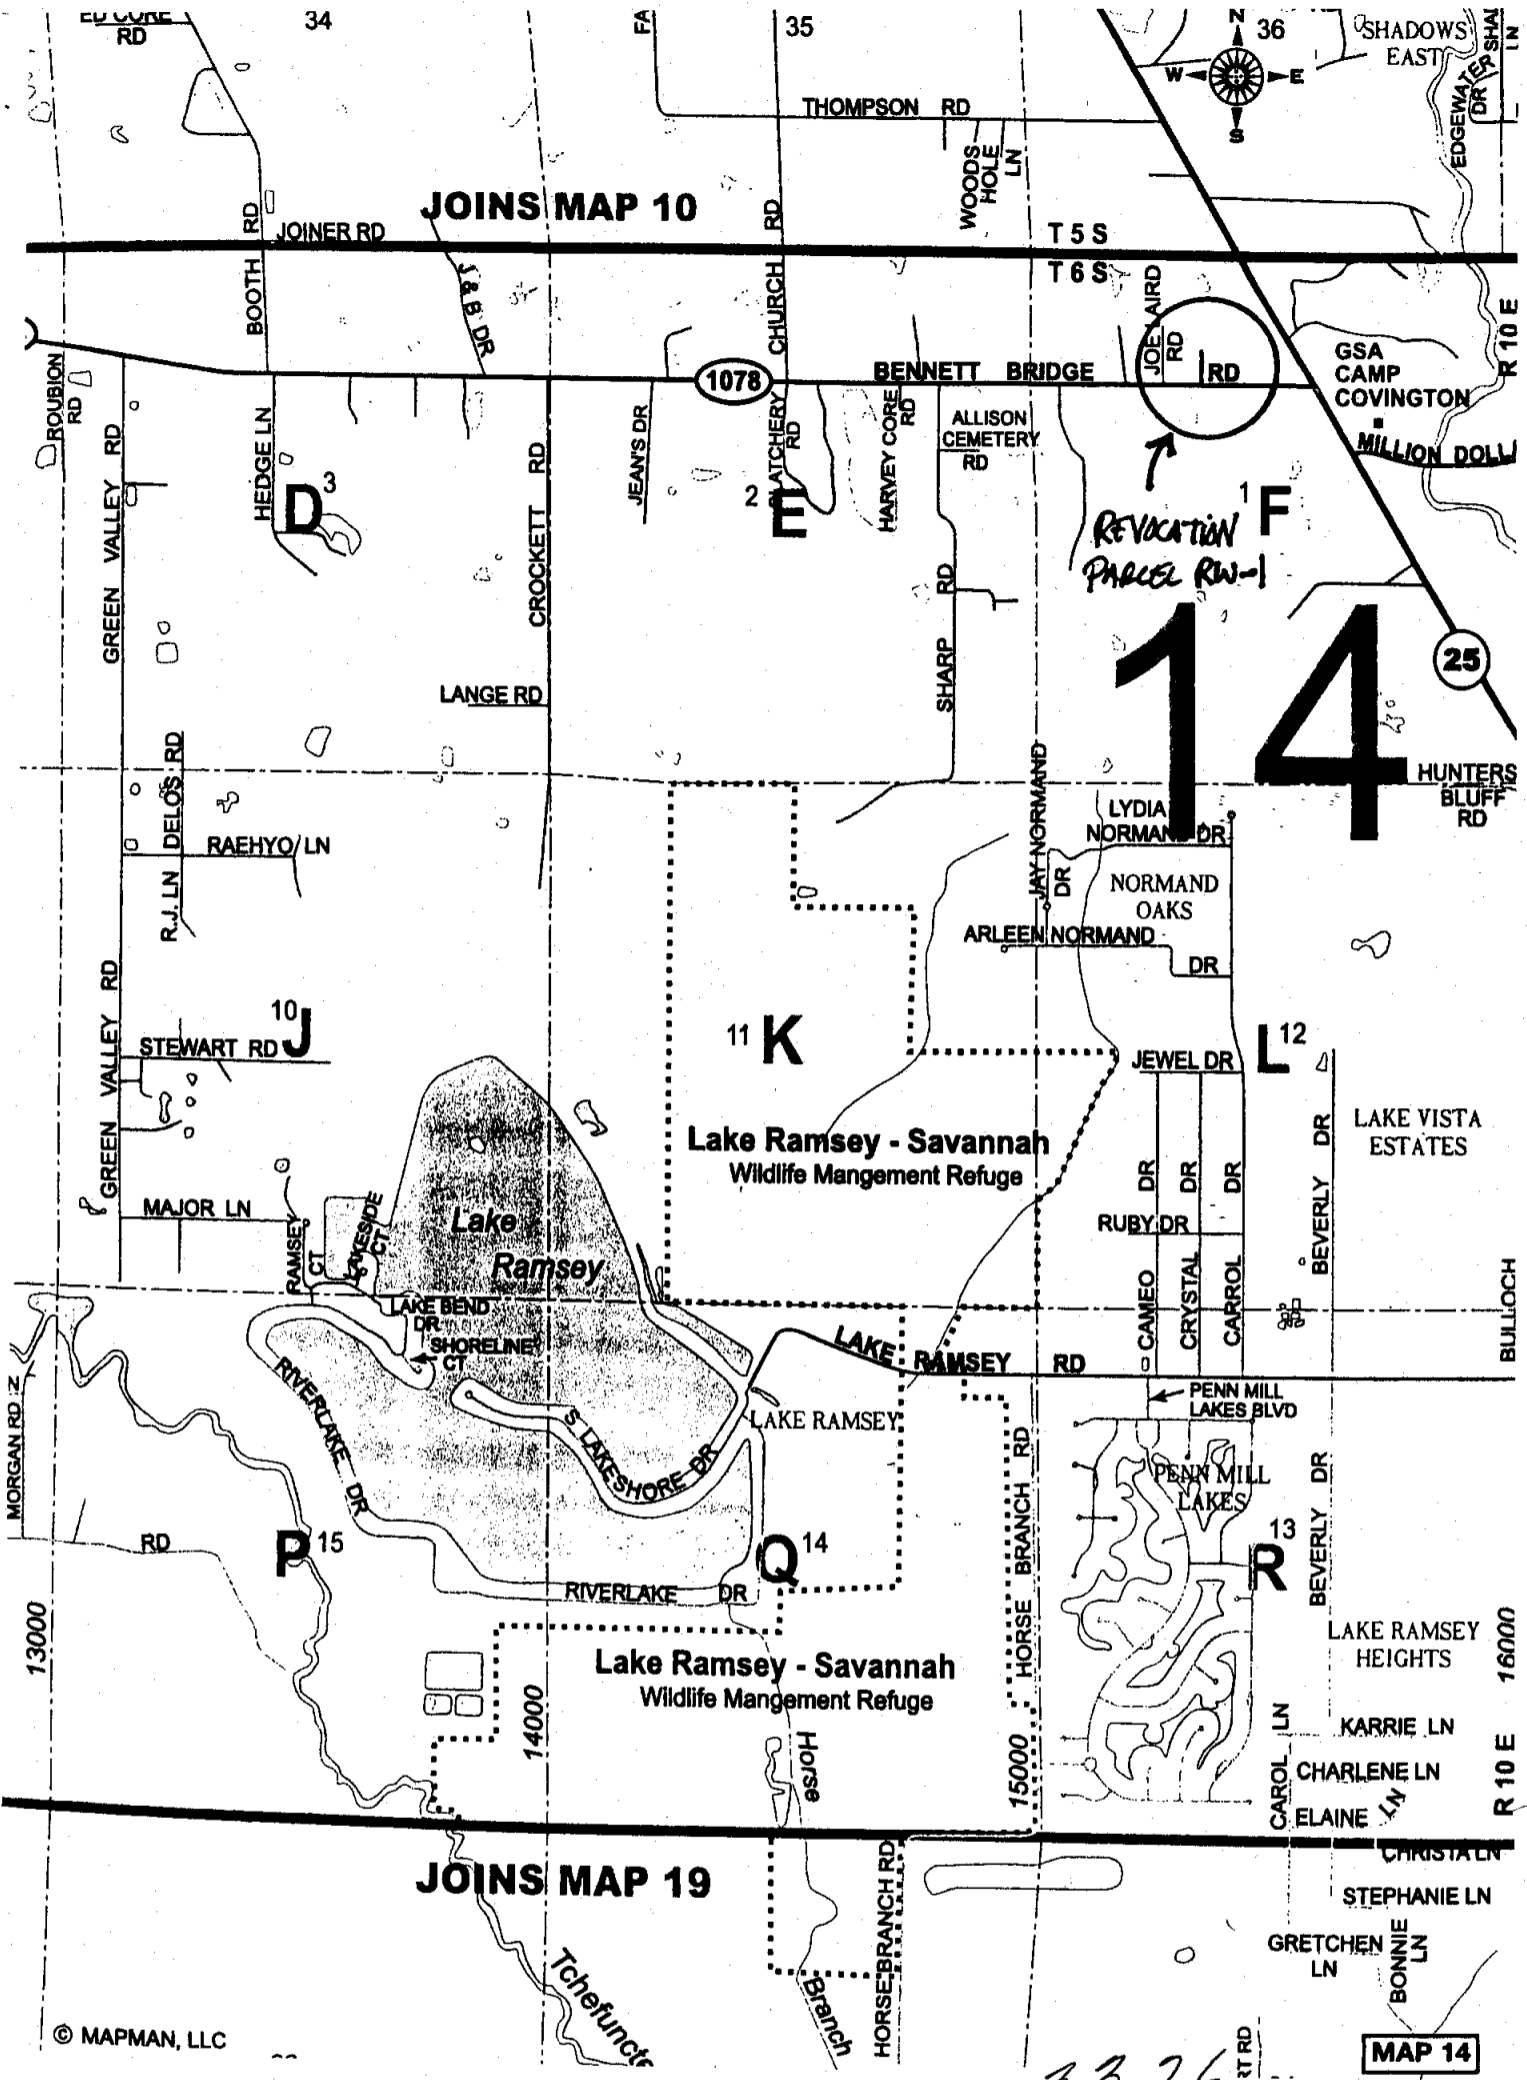 ED CORE
RD
34
FA
35
N
36
W
E
S
SHADOWS
EAST
EDGEWATER
DR
SHA
LN
THOMPSON RD
WOODS
HOLE
LN
JOINS MAP 10
BOOTH RD
JOINER RD
J & B DR
CHURCH RD
T 5 S
T 6 S
JOE LAIRD
RD
R 10 E
ROUBION
RD
1078
BENNETT BRIDGE RD
GSA
CAMP
COVINGTON
MILLION DOLL
GREEN VALLEY RD
HEDGE LN
D 3
CROCKETT RD
JEAN'S DR
2 E
RD
HARVEY CORE
RD
ALLISON
CEMETERY
RD
SHARP RD
1 F
REVOCATION
PARCEL RW-1
14
25
LANGE RD
HUNTERS
BLUFF
RD
R.J. LN
DELOS RD
RAEHYO LN
JAY NORMAND
DR
LYDIA
NORMAND DR
NORMAND
OAKS
ARLEEN NORMAND
DR
GREEN VALLEY RD
10 J
STEWART RD
11 K
L 12
JEWEL DR
Lake Ramsey - Savannah
Wildlife Mangement Refuge
LAKE VISTA
ESTATES
BEVERLY DR
MAJOR LN
RAMSEY
CT
LAKESIDE
CT
Lake
Ramsey
RUBY DR
CAMEO DR
CRYSTAL DR
CARROL DR
BULLOCH
LAKE BEND
DR
SHORELINE
CT
LAKE RAMSEY RD
RIVERLAKE DR
S LAKESHORE DR
LAKE RAMSEY
PENN MILL
LAKES BLVD
PENN MILL
LAKES
MORGAN RD
RD
P 15
Q 14
R 13
HORSE BRANCH RD
BEVERLY DR
RIVERLAKE DR
13000
14000
15000
16000
Lake Ramsey - Savannah
Wildlife Mangement Refuge
LAKE RAMSEY
HEIGHTS
Horse
CAROL LN
KARRIE LN
CHARLENE LN
ELAINE LN
R 10 E
JOINS MAP 19
CHRISTA LN
STEPHANIE LN
GRETCHEN
LN
BONNIE
LN
Tchefuncte
Branch
HORSE BRANCH RD
RT RD
© MAPMAN, LLC
MAP 14